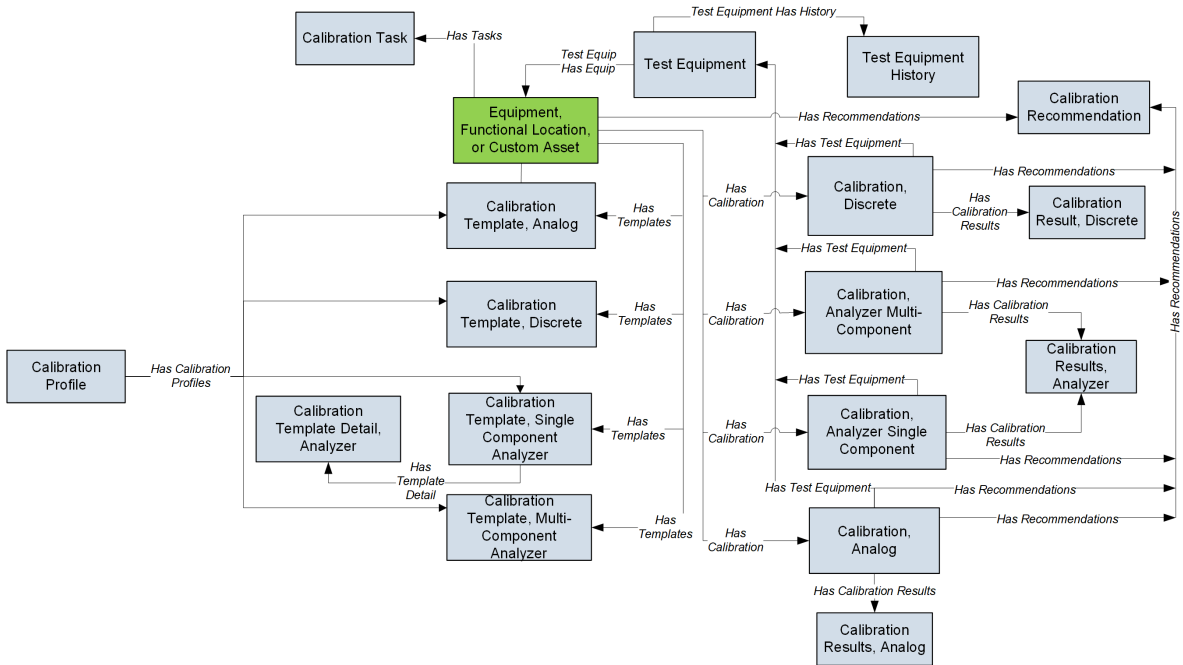 Test Equipment Has History
Calibration Task
Has Tasks
Test Equip
Has Equip
Test Equipment
Test Equipment
History
Calibration
Recommendation
Equipment,
Functional Location,
or Custom Asset
Has Recommendations
Has Test Equipment
Calibration,
Discrete
Has Recommendations
Has
Calibration
Has
Calibration
Results
Calibration
Result, Discrete
Calibration
Template, Analog
Has
Templates
Has Recommendations
Has Test Equipment
Calibration,
Analyzer Multi-
Component
Has Recommendations
Has
Calibration
Has Calibration
Results
Calibration
Template, Discrete
Has
Templates
Calibration
Results,
Analyzer
Calibration
Profile
Has Calibration
Profiles
Has Test Equipment
Calibration
Template Detail,
Analyzer
Calibration
Template, Single
Component
Analyzer
Has
Templates
Has
Calibration
Calibration,
Analyzer Single
Component
Has Calibration
Results
Has Recommendations
Has
Template
Detail
Has Test Equipment
Has Recommendations
Calibration
Template, Multi-
Component
Analyzer
Has
Templates
Has
Calibration
Calibration,
Analog
Has Recommendations
Has Calibration Results
Calibration
Results, Analog